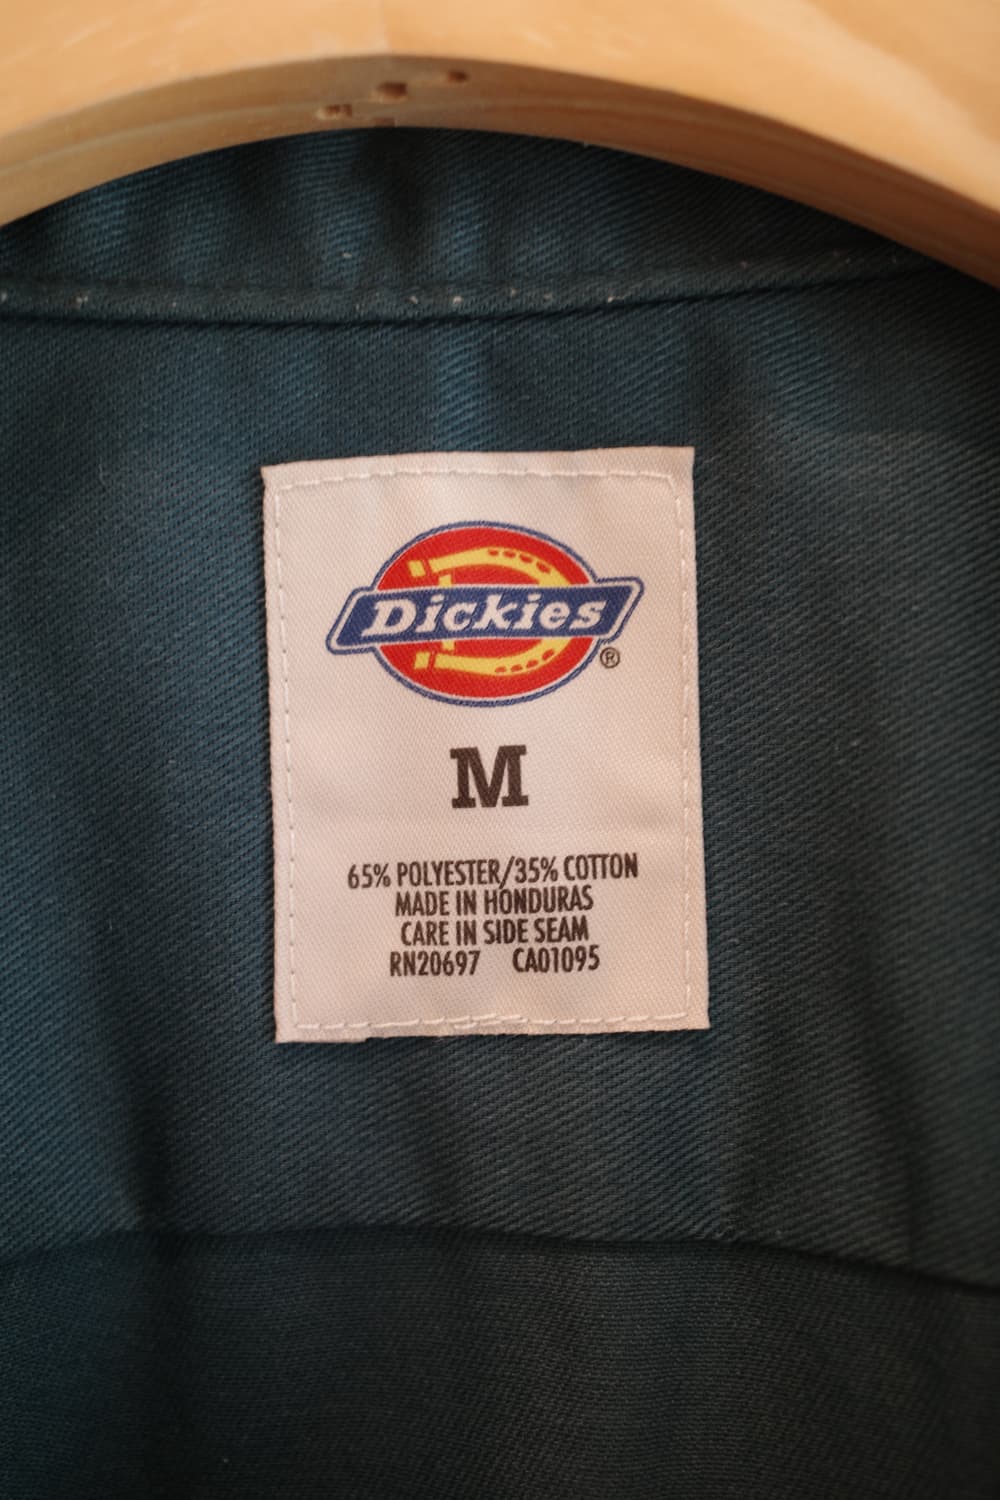 Dickies
®
M
65% POLYESTER/35% COTTON
MADE IN HONDURAS
CARE IN SIDE SEAM
RN20697 CA01095